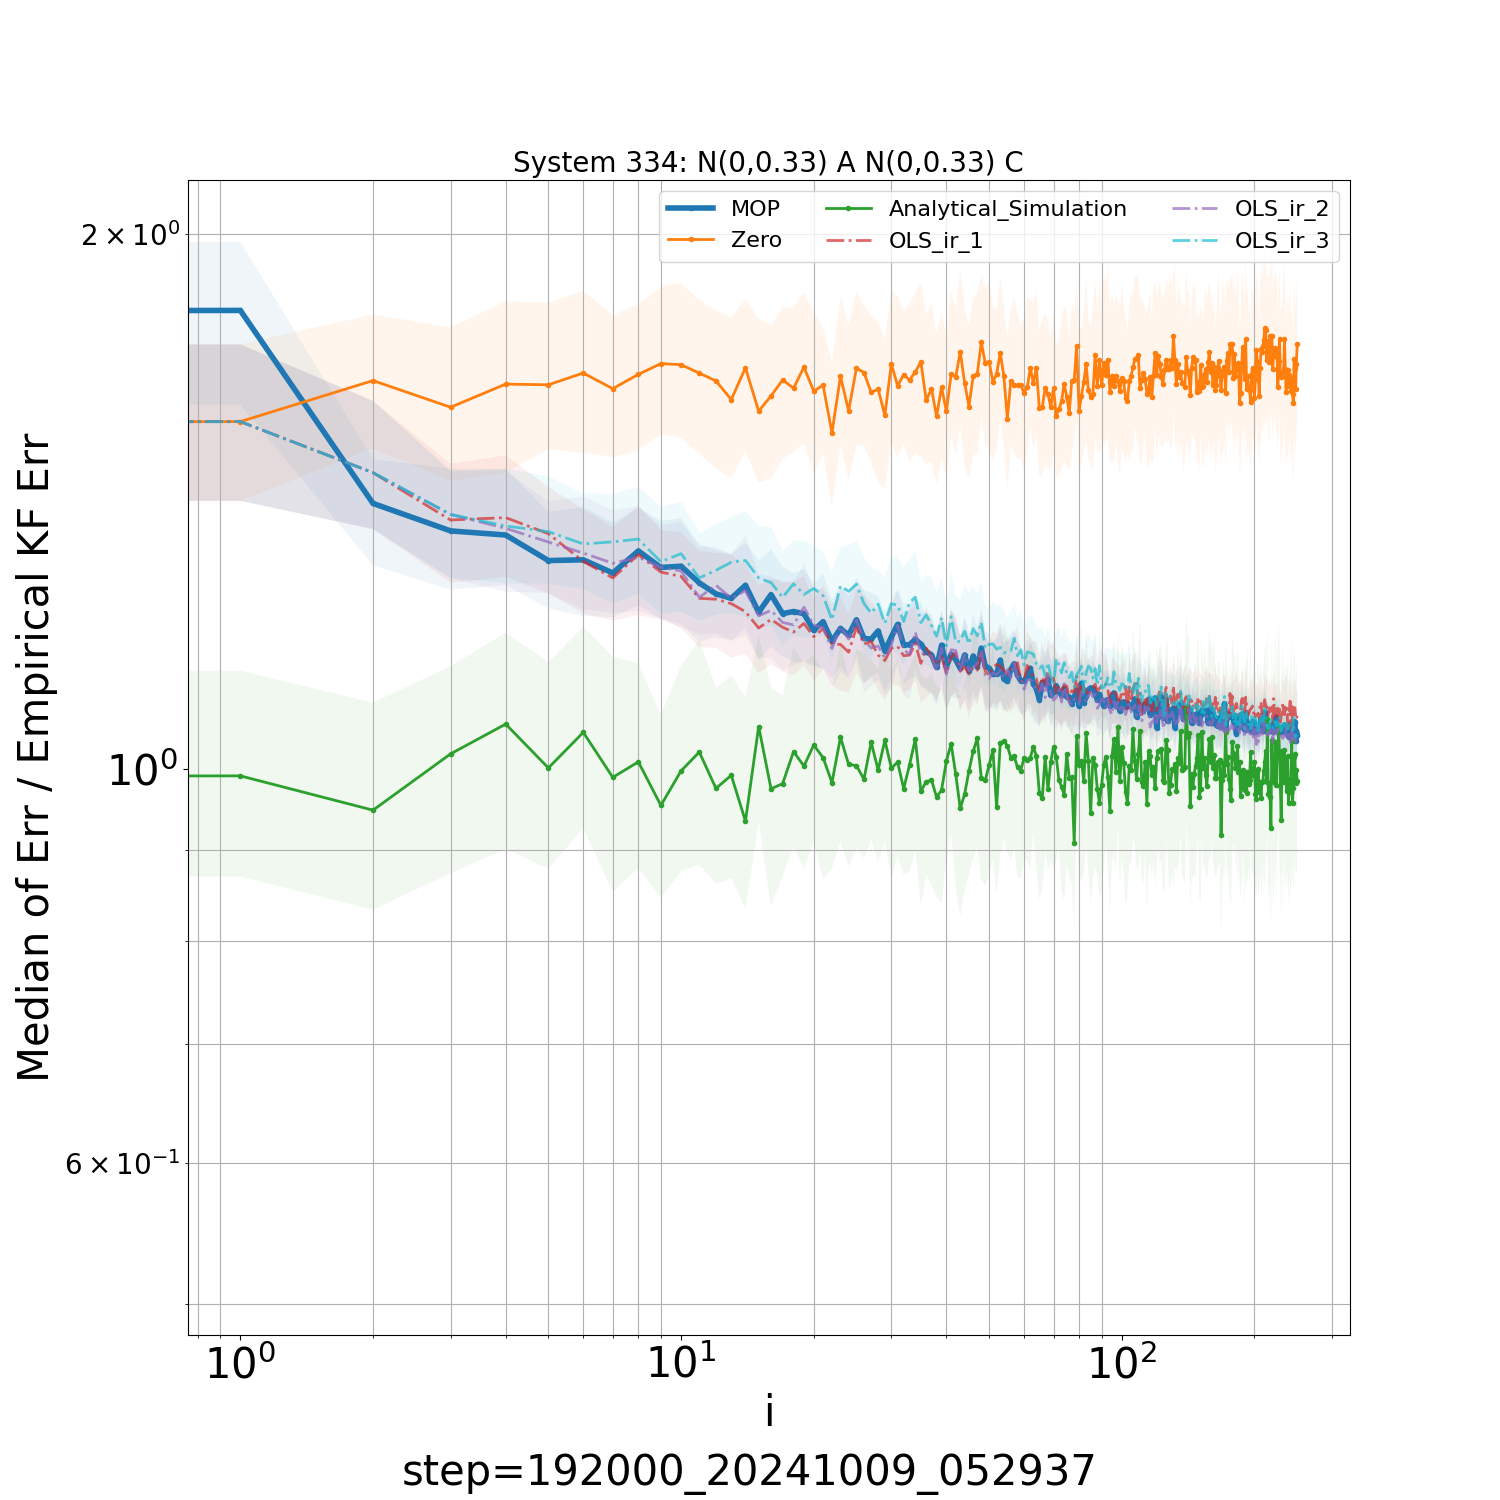 System 334: N(0,0.33) A N(0,0.33) C
MOP
Zero
Analytical_Simulation
OLS_ir_1
OLS_ir_2
OLS_ir_3
Median of Err / Empirical KF Err
2 × 10⁰
10⁰
6 × 10⁻¹
10⁰ 10¹ 10²
i
step=192000_20241009_052937